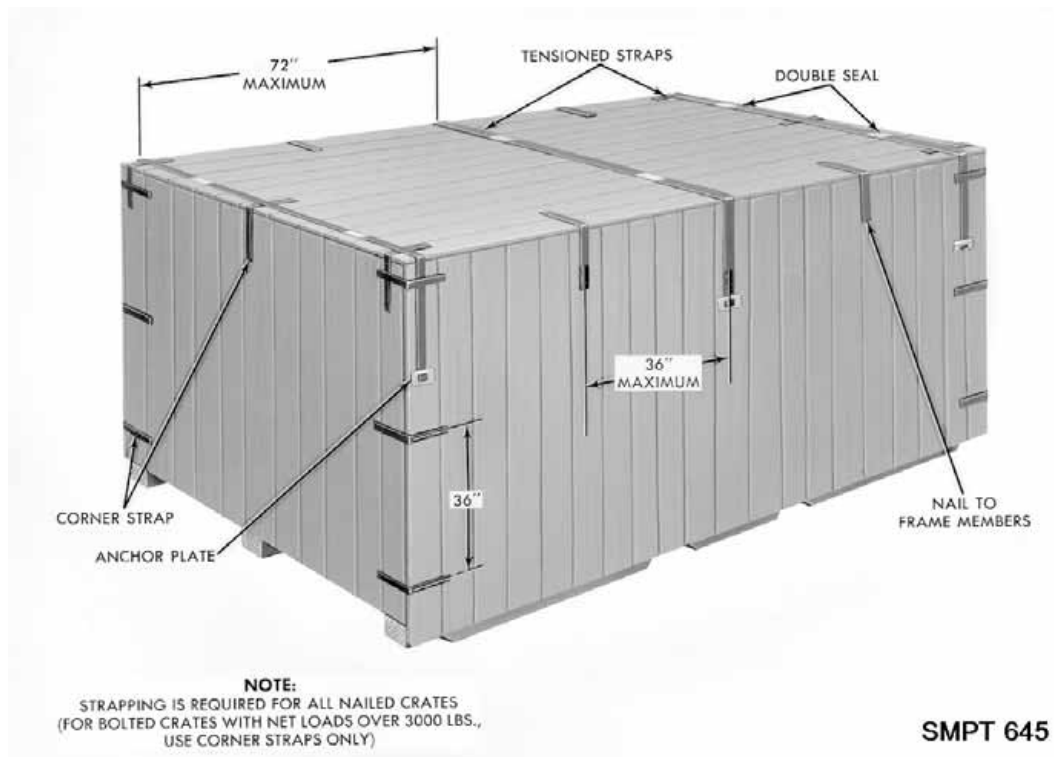 72"
MAXIMUM
TENSIONED STRAPS
DOUBLE SEAL
36"
MAXIMUM
36"
CORNER STRAP
ANCHOR PLATE
NAIL TO
FRAME MEMBERS
NOTE:
STRAPPING IS REQUIRED FOR ALL NAILED CRATES
(FOR BOLTED CRATES WITH NET LOADS OVER 3000 LBS.,
USE CORNER STRAPS ONLY)
SMPT 645